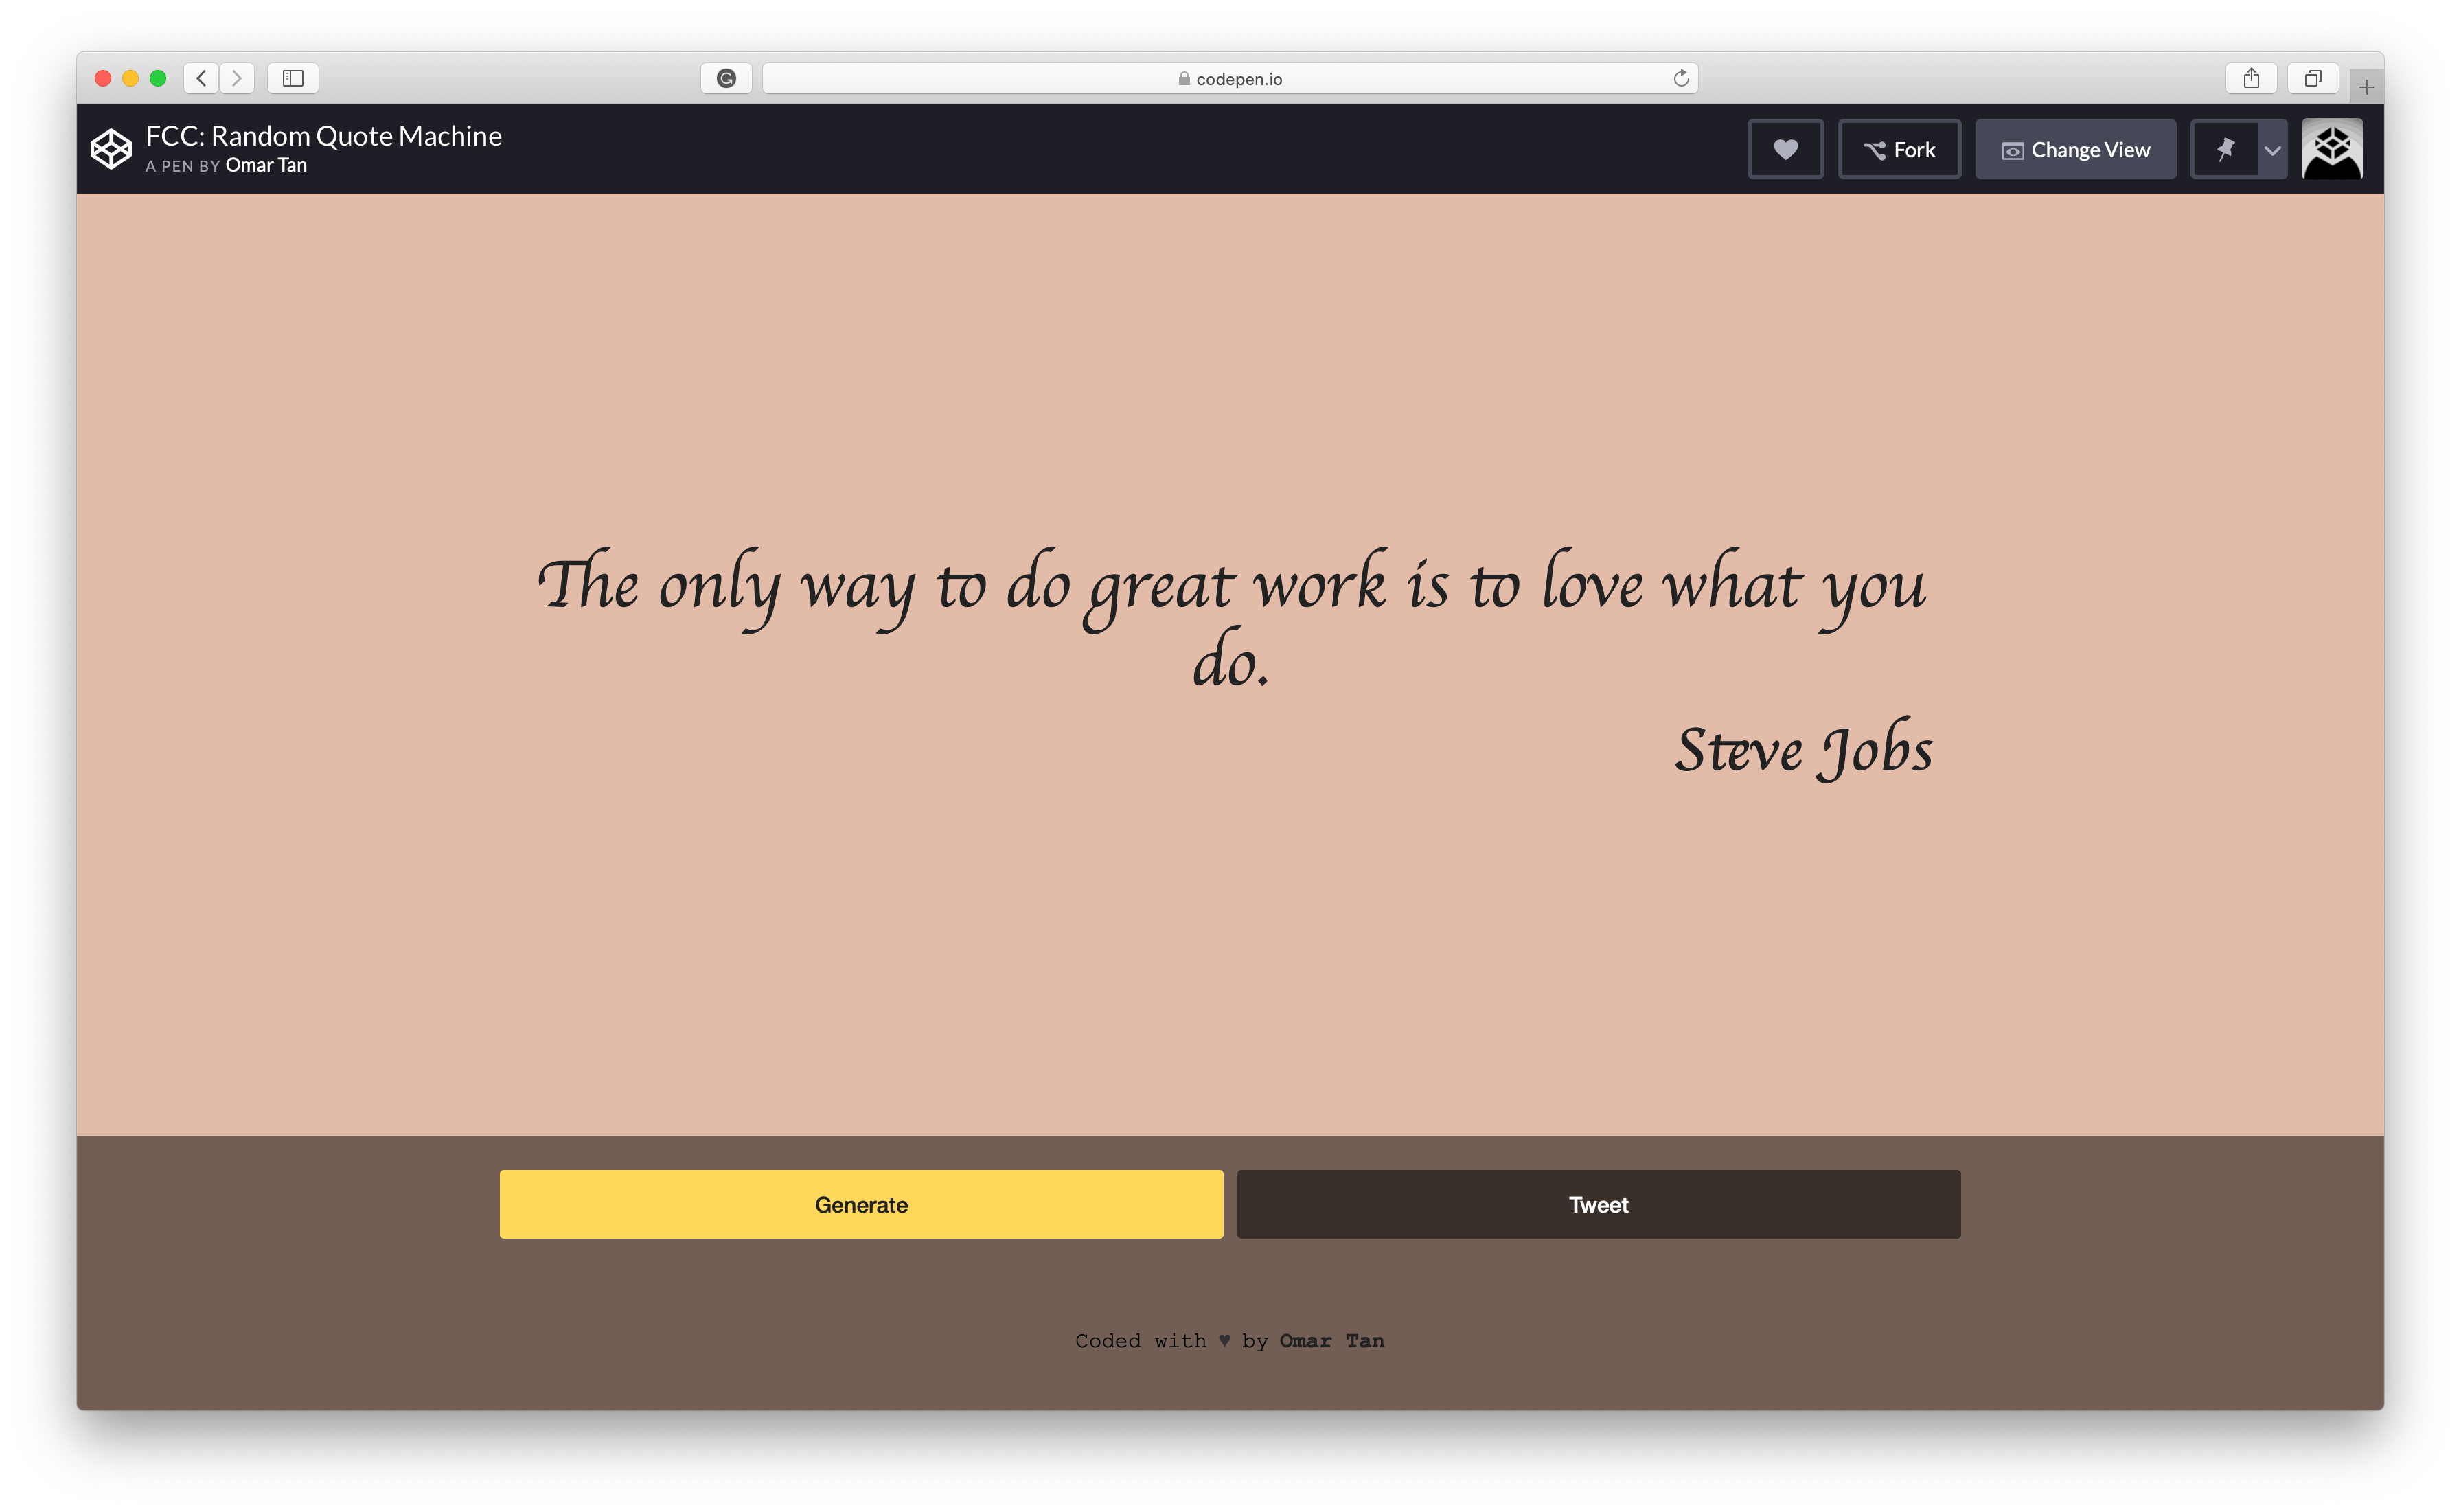 codepen.io
FCC: Random Quote Machine
A PEN BY Omar Tan
Fork
Change View
The only way to do great work is to love what you
do.
Steve Jobs
Generate
Tweet
Coded with ♥ by Omar Tan